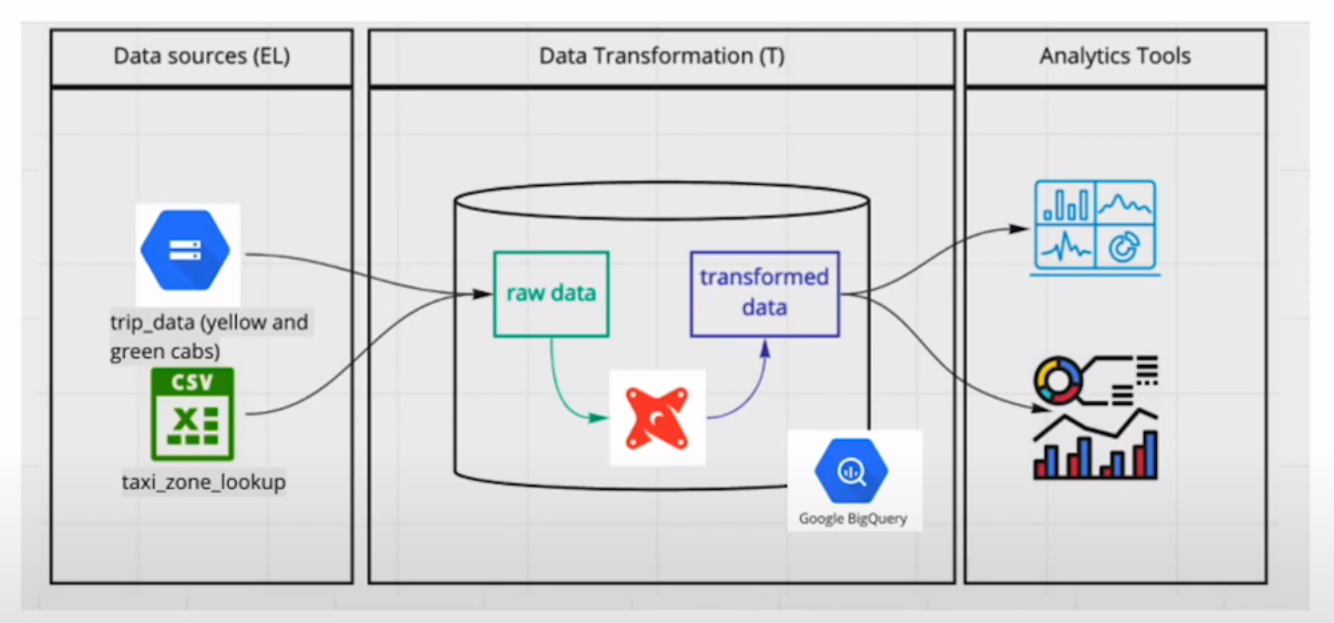 Data sources (EL)
Data Transformation (T)
Analytics Tools
trip_data (yellow and
green cabs)
CSV
X
taxi_zone_lookup
raw data
transformed
data
Google BigQuery